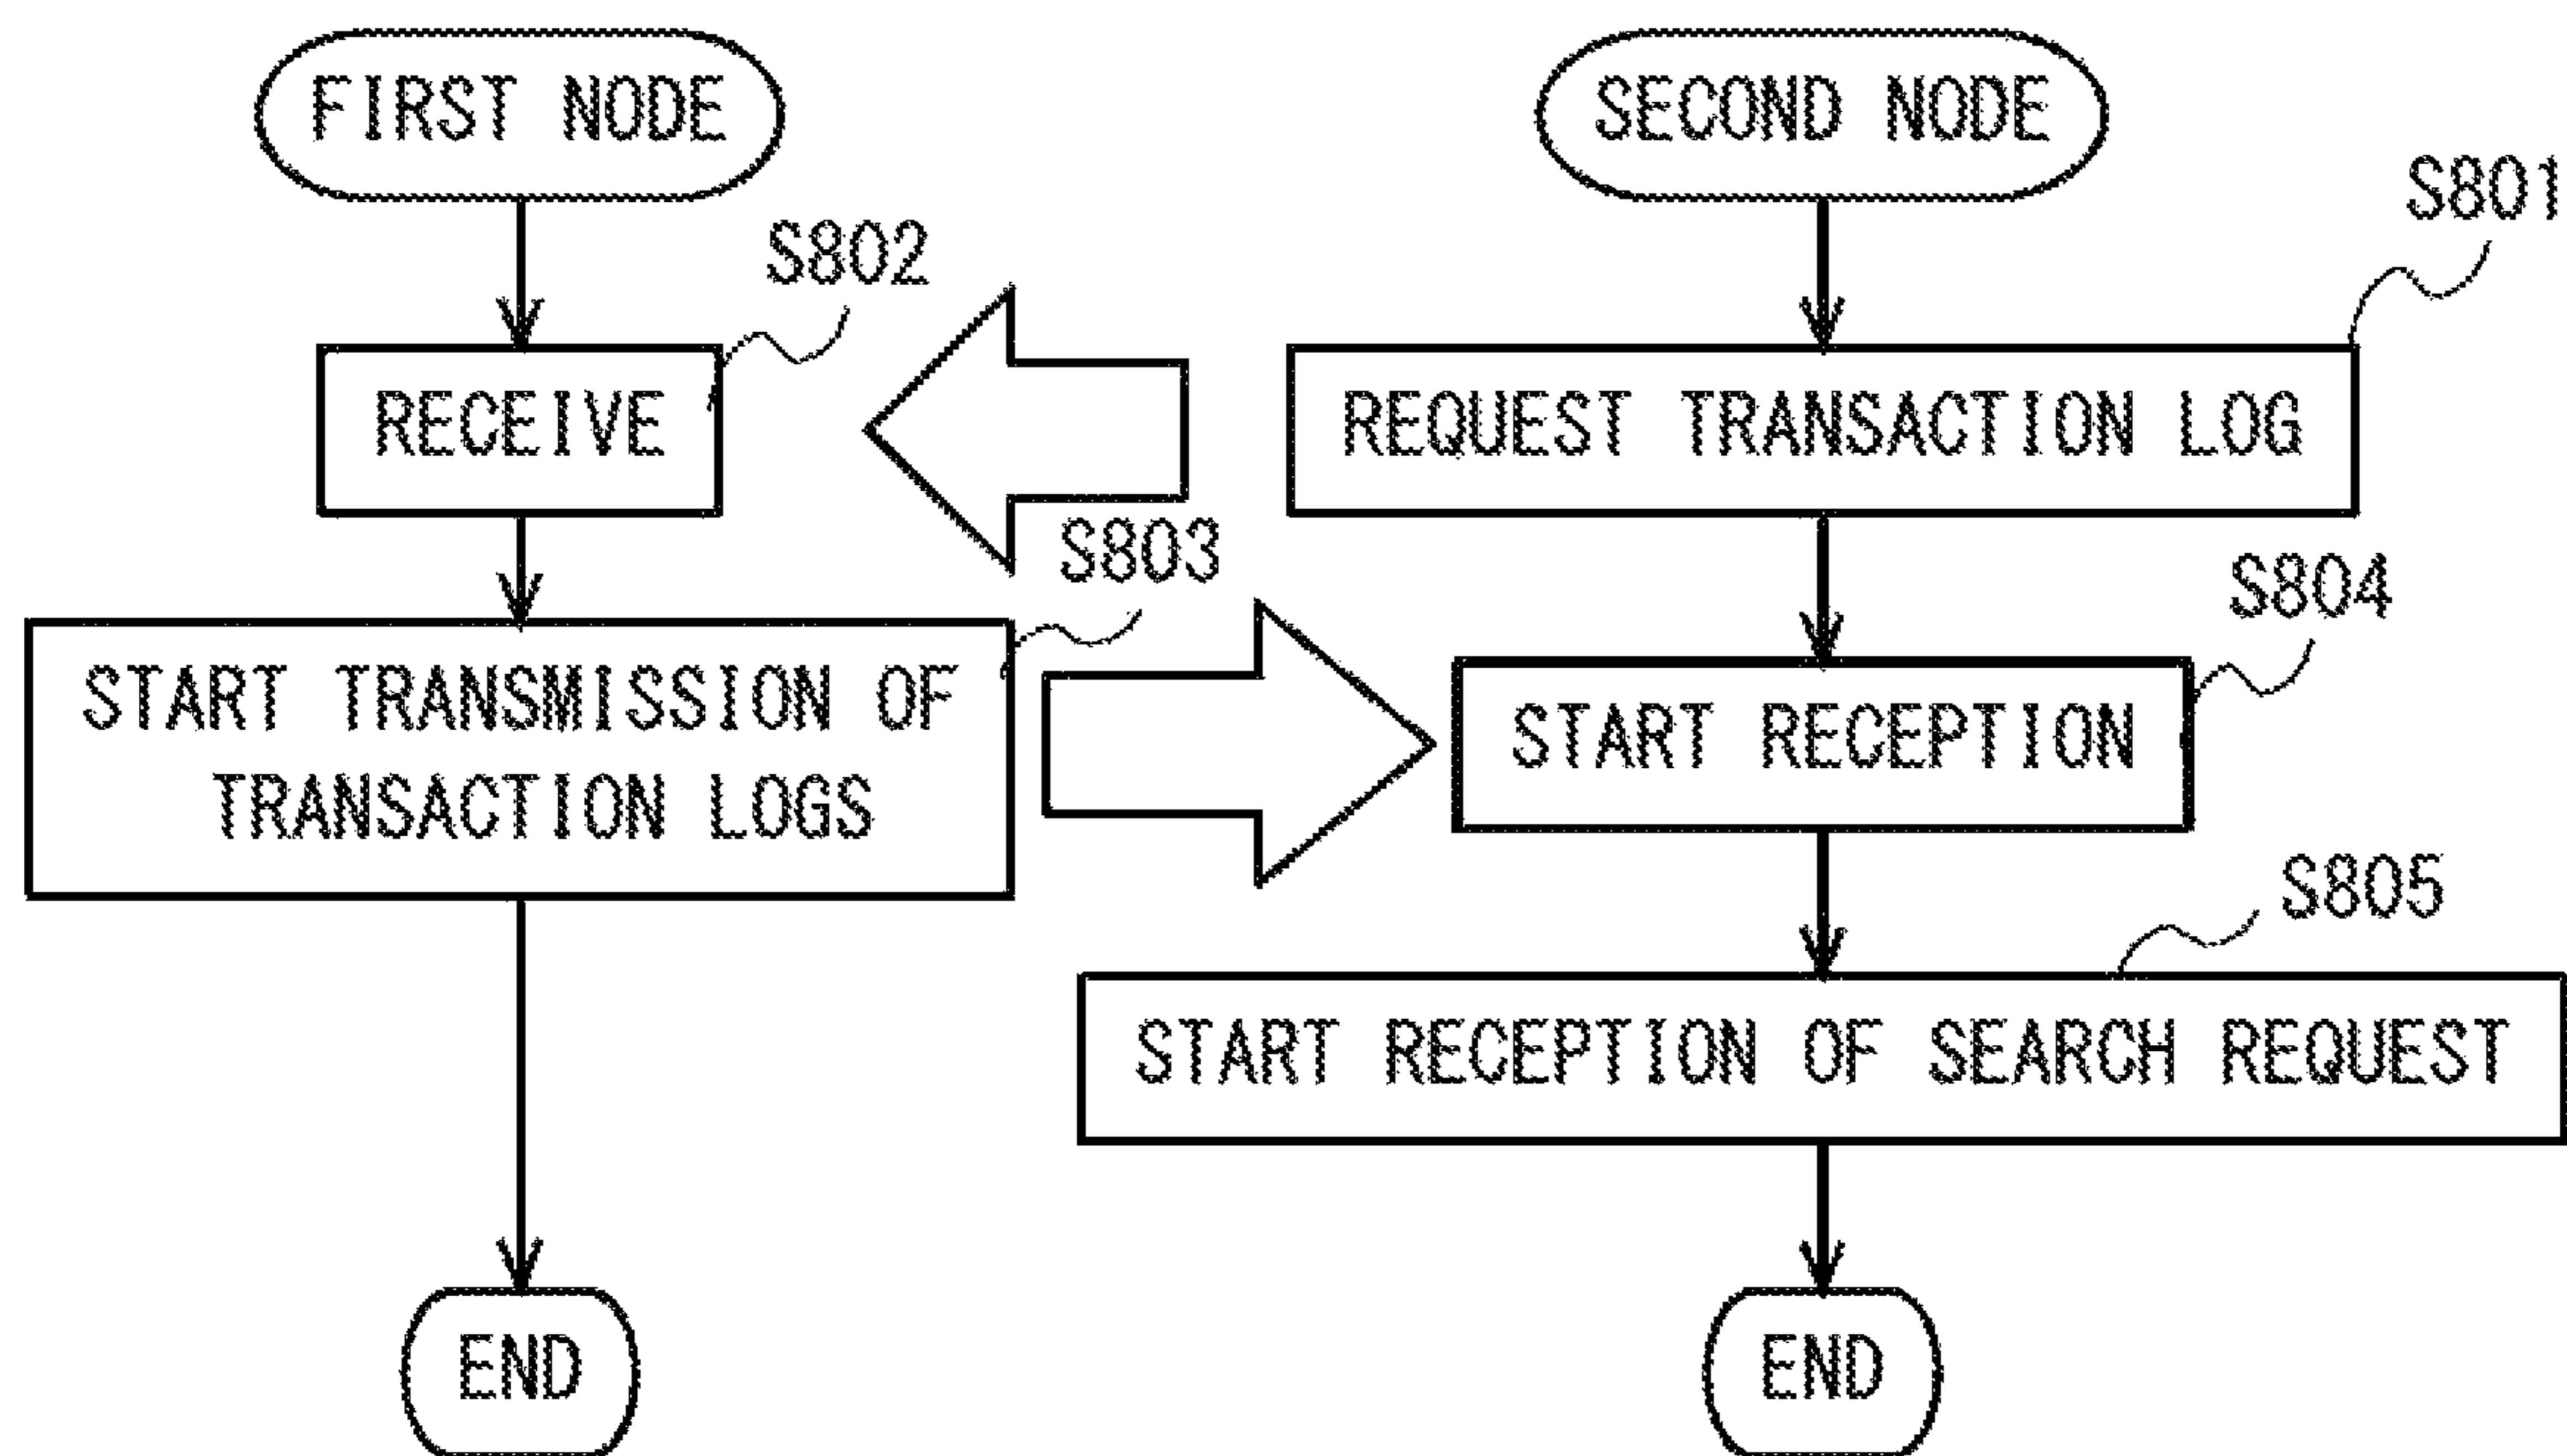 FIRST NODE
SECOND NODE
S801
S802
RECEIVE
REQUEST TRANSACTION LOG
S803
S804
START TRANSMISSION OF
TRANSACTION LOGS
START RECEPTION
S805
START RECEPTION OF SEARCH REQUEST
END
END